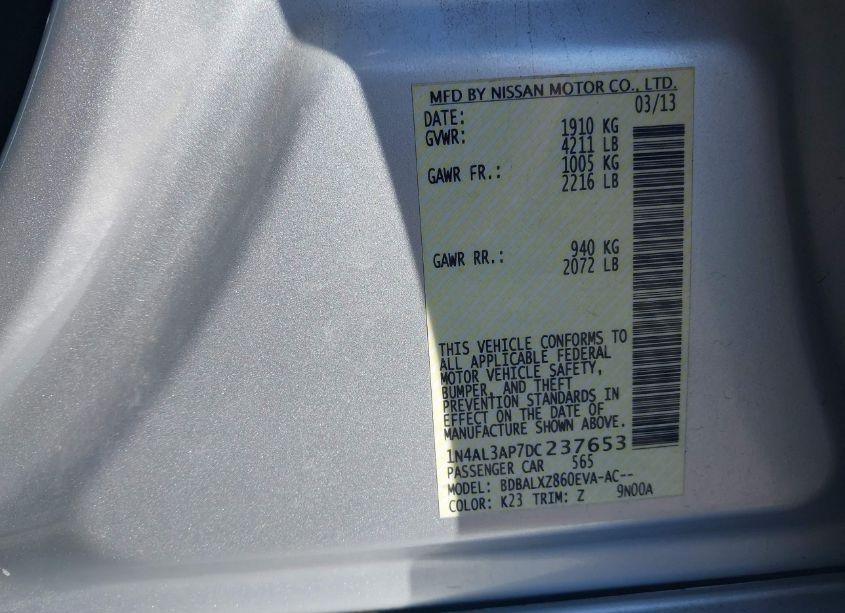 MFD BY NISSAN MOTOR CO., LTD.
DATE: 03/13
GVWR: 1910 KG
4211 LB
GAWR FR.: 1005 KG
2216 LB
GAWR RR.: 940 KG
2072 LB
THIS VEHICLE CONFORMS TO
ALL APPLICABLE FEDERAL
MOTOR VEHICLE SAFETY,
BUMPER, AND THEFT
PREVENTION STANDARDS IN
EFFECT ON THE DATE OF
MANUFACTURE SHOWN ABOVE.
1N4AL3AP7DC237653
PASSENGER CAR 565
MODEL: BDBALXZ860EVA-AC--
COLOR: K23 TRIM: Z 9N00A